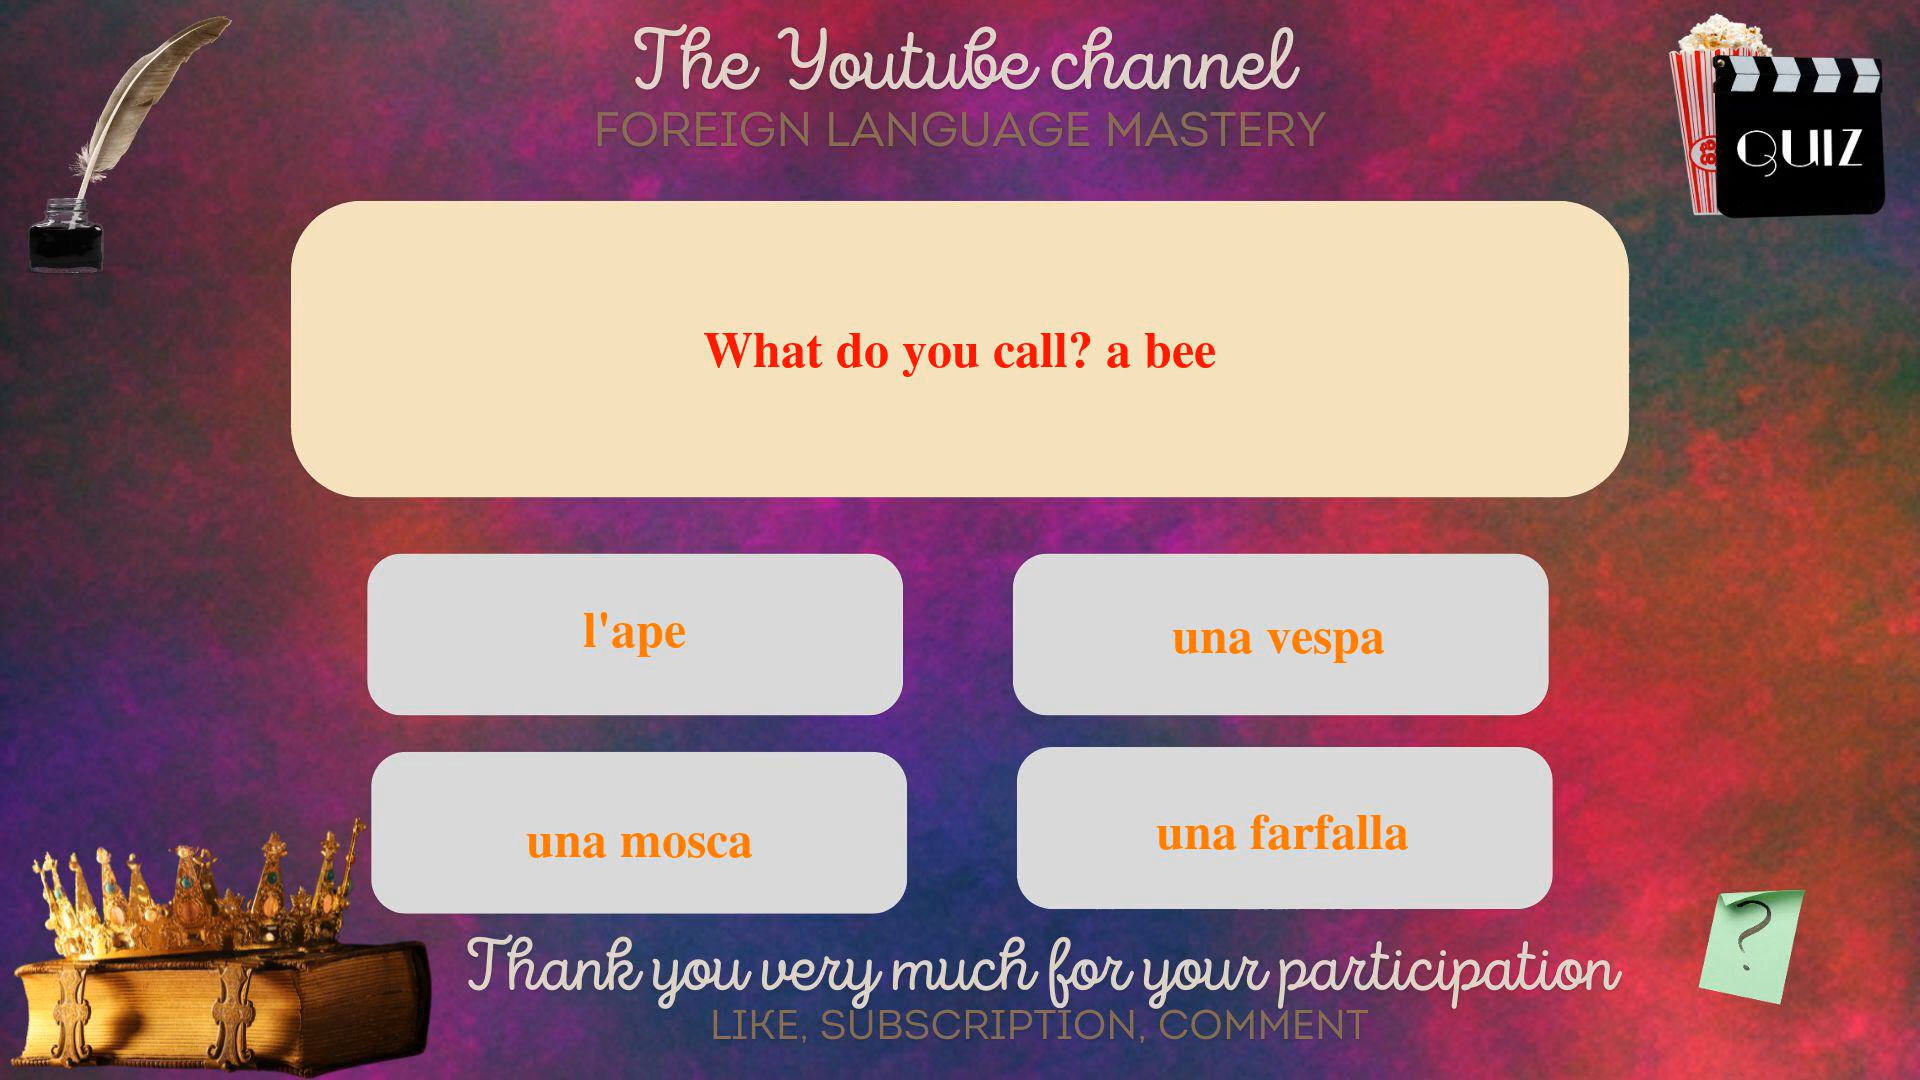 The Youtube channel
FOREIGN LANGUAGE MASTERY
QUIZ
What do you call? a bee
l'ape
una vespa
una mosca
una farfalla
?
Thank you very much for your participation
LIKE, SUBSCRIPTION, COMMENT